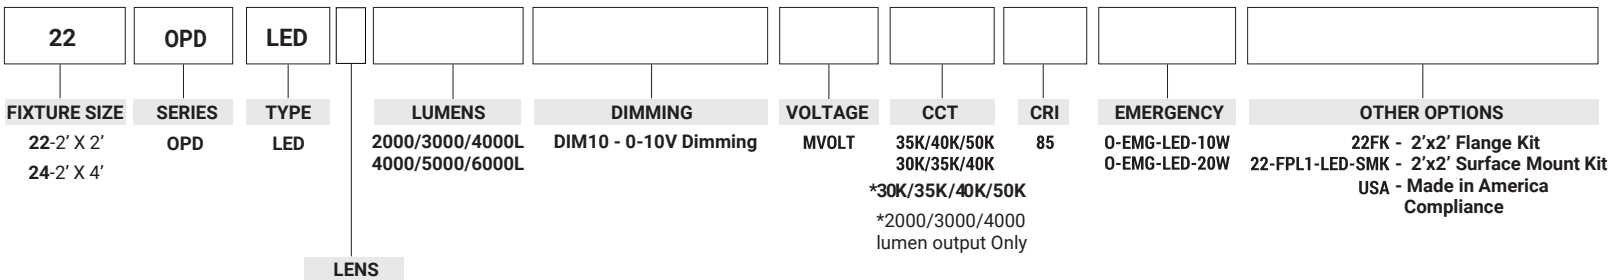 22 OPD LED
FIXTURE SIZE SERIES TYPE LUMENS DIMMING VOLTAGE CCT CRI EMERGENCY OTHER OPTIONS
22-2’ X 2’ OPD LED 2000/3000/4000L DIM10 - 0-10V Dimming MVOLT 35K/40K/50K 85 O-EMG-LED-10W 22FK - 2’x2’ Flange Kit
24-2’ X 4’ 4000/5000/6000L 30K/35K/40K O-EMG-LED-20W 22-FPL1-LED-SMK - 2’x2’ Surface Mount Kit
*30K/35K/40K/50K USA - Made in America
Compliance
*2000/3000/4000
lumen output Only
LENS